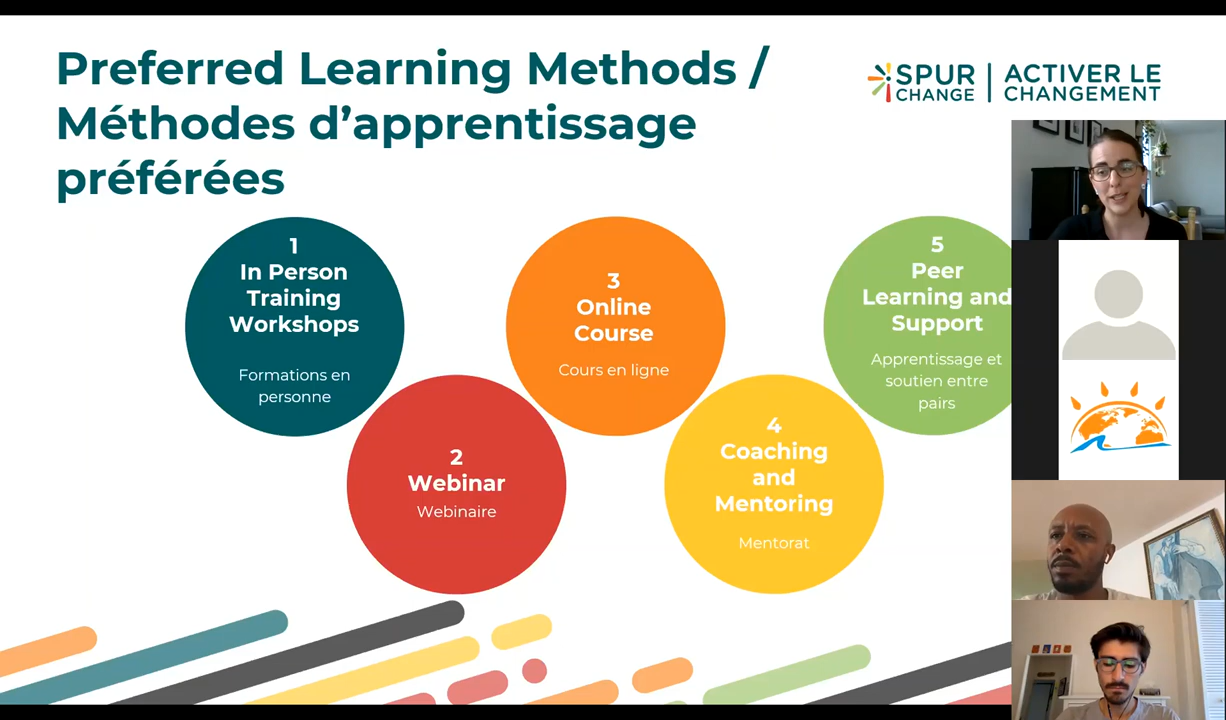 Preferred Learning Methods /
Méthodes d’apprentissage
préférées
SPUR
CHANGE
ACTIVER LE
CHANGEMENT
1
In Person
Training
Workshops
Formations en
personne
2
Webinar
Webinaire
3
Online
Course
Cours en ligne
4
Coaching
and
Mentoring
Mentorat
5
Peer
Learning and
Support
Apprentissage et
soutien entre
pairs